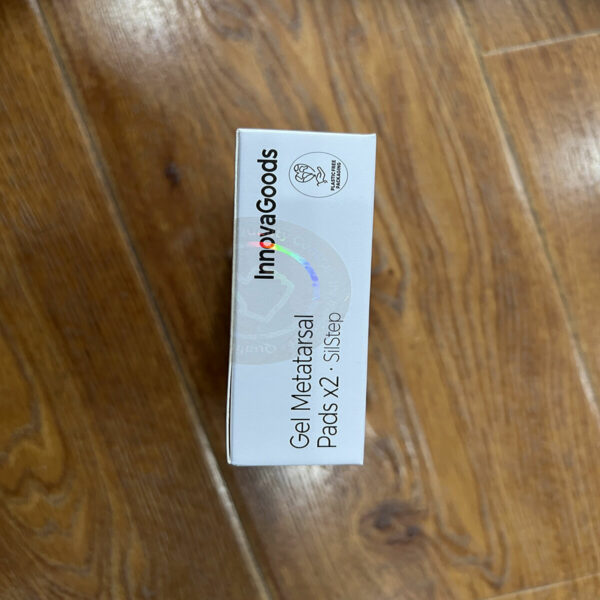 InnovaGoods
PLASTIC FREE
PACKAGING
Gel Metatarsal
Pads x2 · SilStep